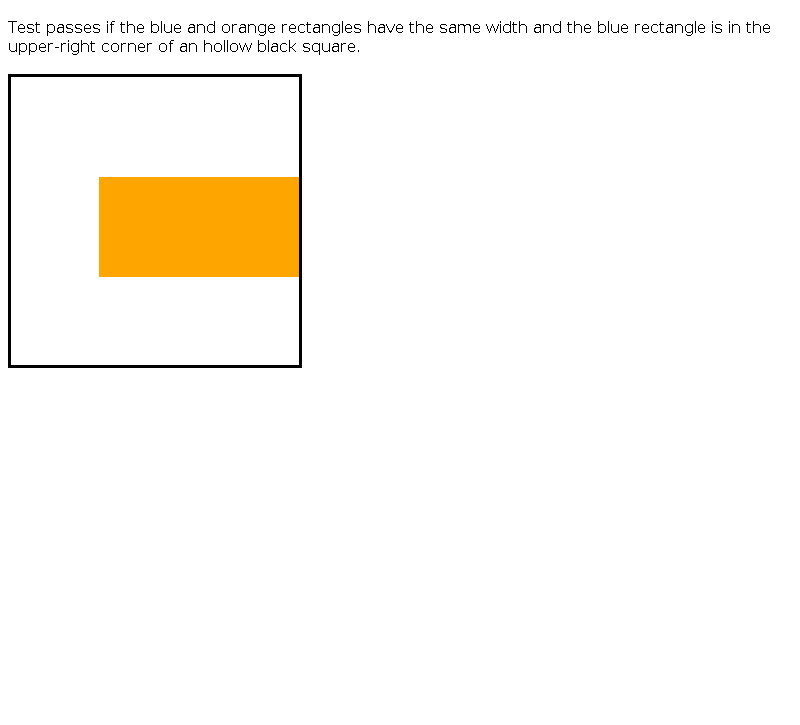 Test passes if the blue and orange rectangles have the same width and the blue rectangle is in the
upper-right corner of an hollow black square.